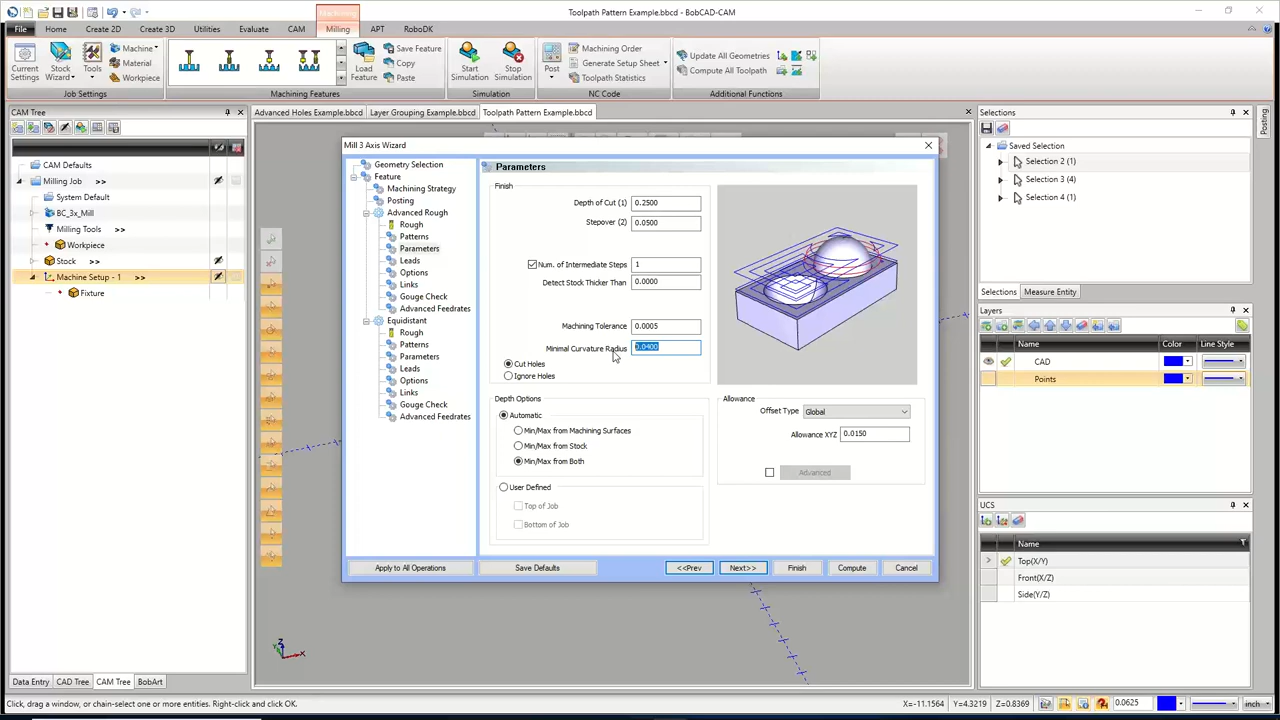 Machining
Toolpath Pattern Example.bbcd - BobCAD-CAM
File
Home
Create 2D
Create 3D
Utilities
Evaluate
CAM
Milling
APT
RoboDK
Current Settings
Stock Wizard
Tools
Machine
Material
Workpiece
Load Feature
Save Feature
Copy
Paste
Start Simulation
Stop Simulation
Post
Machining Order
Generate Setup Sheet
Toolpath Statistics
Update All Geometries
Compute All Toolpath
Job Settings
Machining Features
Simulation
NC Code
Additional Functions
CAM Tree
Advanced Holes Example.bbcd
Layer Grouping Example.bbcd
Toolpath Pattern Example.bbcd
CAM Defaults
Milling Job >>
System Default
BC_3x_Mill
Milling Tools >>
Workpiece
Stock >>
Machine Setup - 1 >>
Fixture
Mill 3 Axis Wizard
Geometry Selection
Feature
Machining Strategy
Posting
Advanced Rough
Rough
Patterns
Parameters
Leads
Options
Links
Gouge Check
Advanced Feedrates
Equidistant
Rough
Patterns
Parameters
Leads
Options
Links
Gouge Check
Advanced Feedrates
Parameters
Finish
Depth of Cut (1) 0.2500
Stepover (2) 0.0500
Num. of Intermediate Steps 1
Detect Stock Thicker Than 0.0000
Machining Tolerance 0.0005
Minimal Curvature Radius 0.0400
Cut Holes
Ignore Holes
Depth Options
Automatic
Min/Max from Machining Surfaces
Min/Max from Stock
Min/Max from Both
User Defined
Top of Job
Bottom of Job
Allowance
Offset Type Global
Allowance XYZ 0.0150
Advanced
Apply to All Operations
Save Defaults
<<Prev
Next>>
Finish
Compute
Cancel
Selections
Saved Selection
Selection 2 (1)
Selection 3 (4)
Selection 4 (1)
Posting
Selections
Measure Entity
Layers
Name
Color
Line Style
CAD
Points
UCS
Name
Top(X/Y)
Front(X/Z)
Side(Y/Z)
Z
X
Data Entry
CAD Tree
CAM Tree
BobArt
Click, drag a window, or chain-select one or more entities. Right-click and click OK.
X=-11.1564
Y=4.3219
Z=0.8369
0.0625
inch